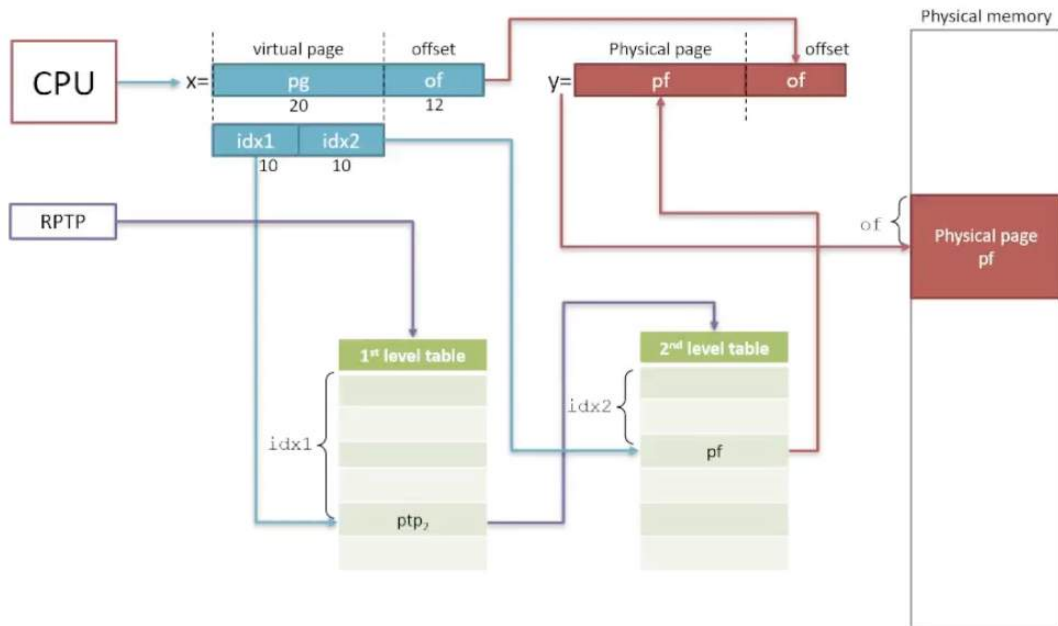 Physical memory
virtual page offset
Physical page offset
CPU
x= pg of
y= pf of
20 12
idx1 idx2
10 10
RPTP
of
Physical page
pf
1st level table
2nd level table
idx1
idx2
pf
ptp₂